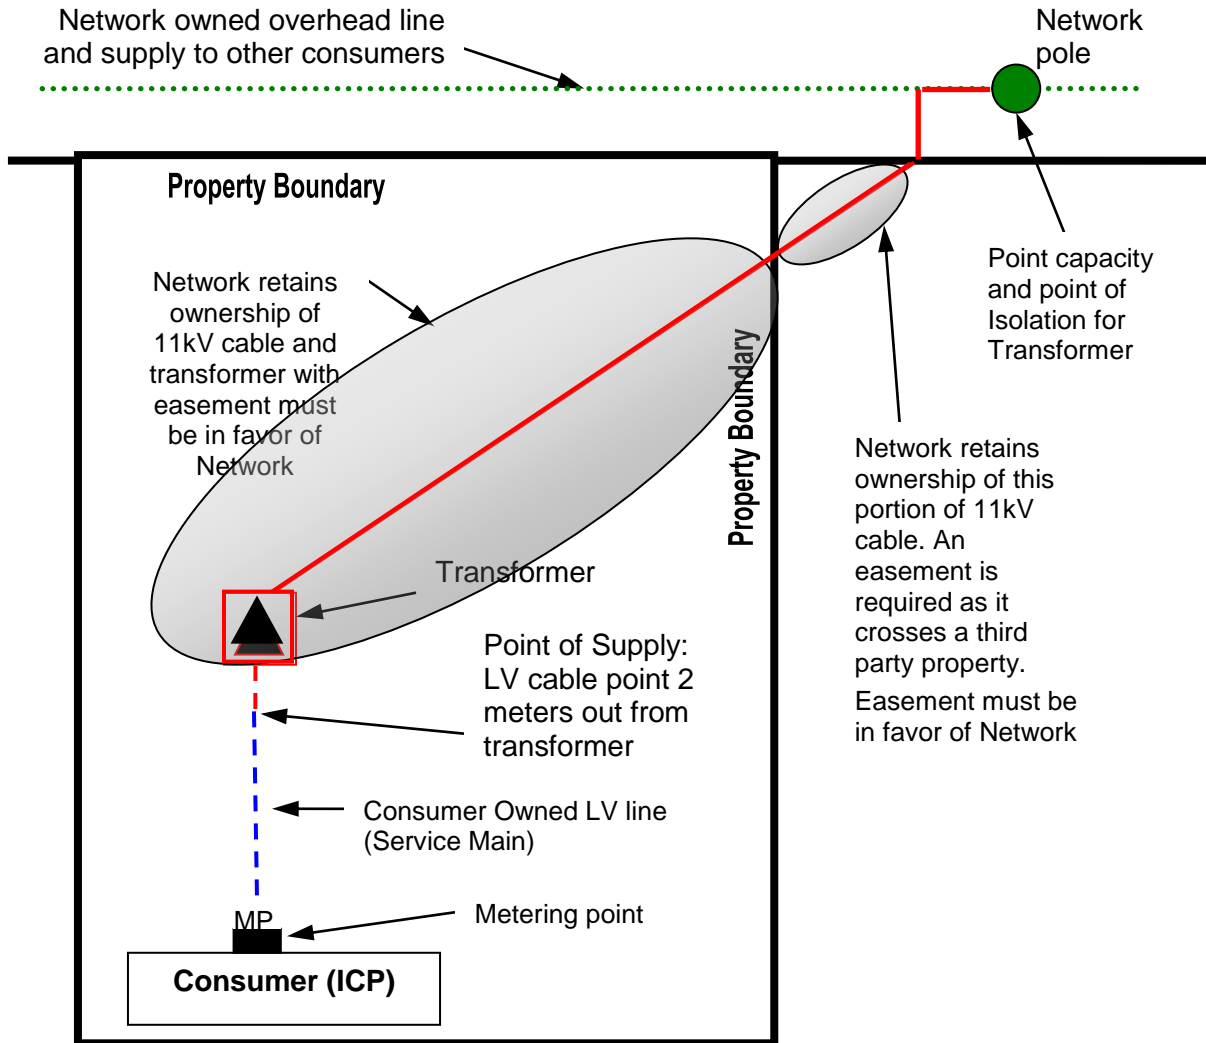 Network owned overhead line
and supply to other consumers
Network
pole
Property Boundary
Network retains
ownership of
11kV cable and
transformer with
easement must
be in favor of
Network
Property Boundary
Point capacity
and point of
Isolation for
Transformer
Network retains
ownership of this
portion of 11kV
cable. An
easement is
required as it
crosses a third
party property.
Easement must be
in favor of Network
Transformer
Point of Supply:
LV cable point 2
meters out from
transformer
Consumer Owned LV line
(Service Main)
MP
Metering point
Consumer (ICP)